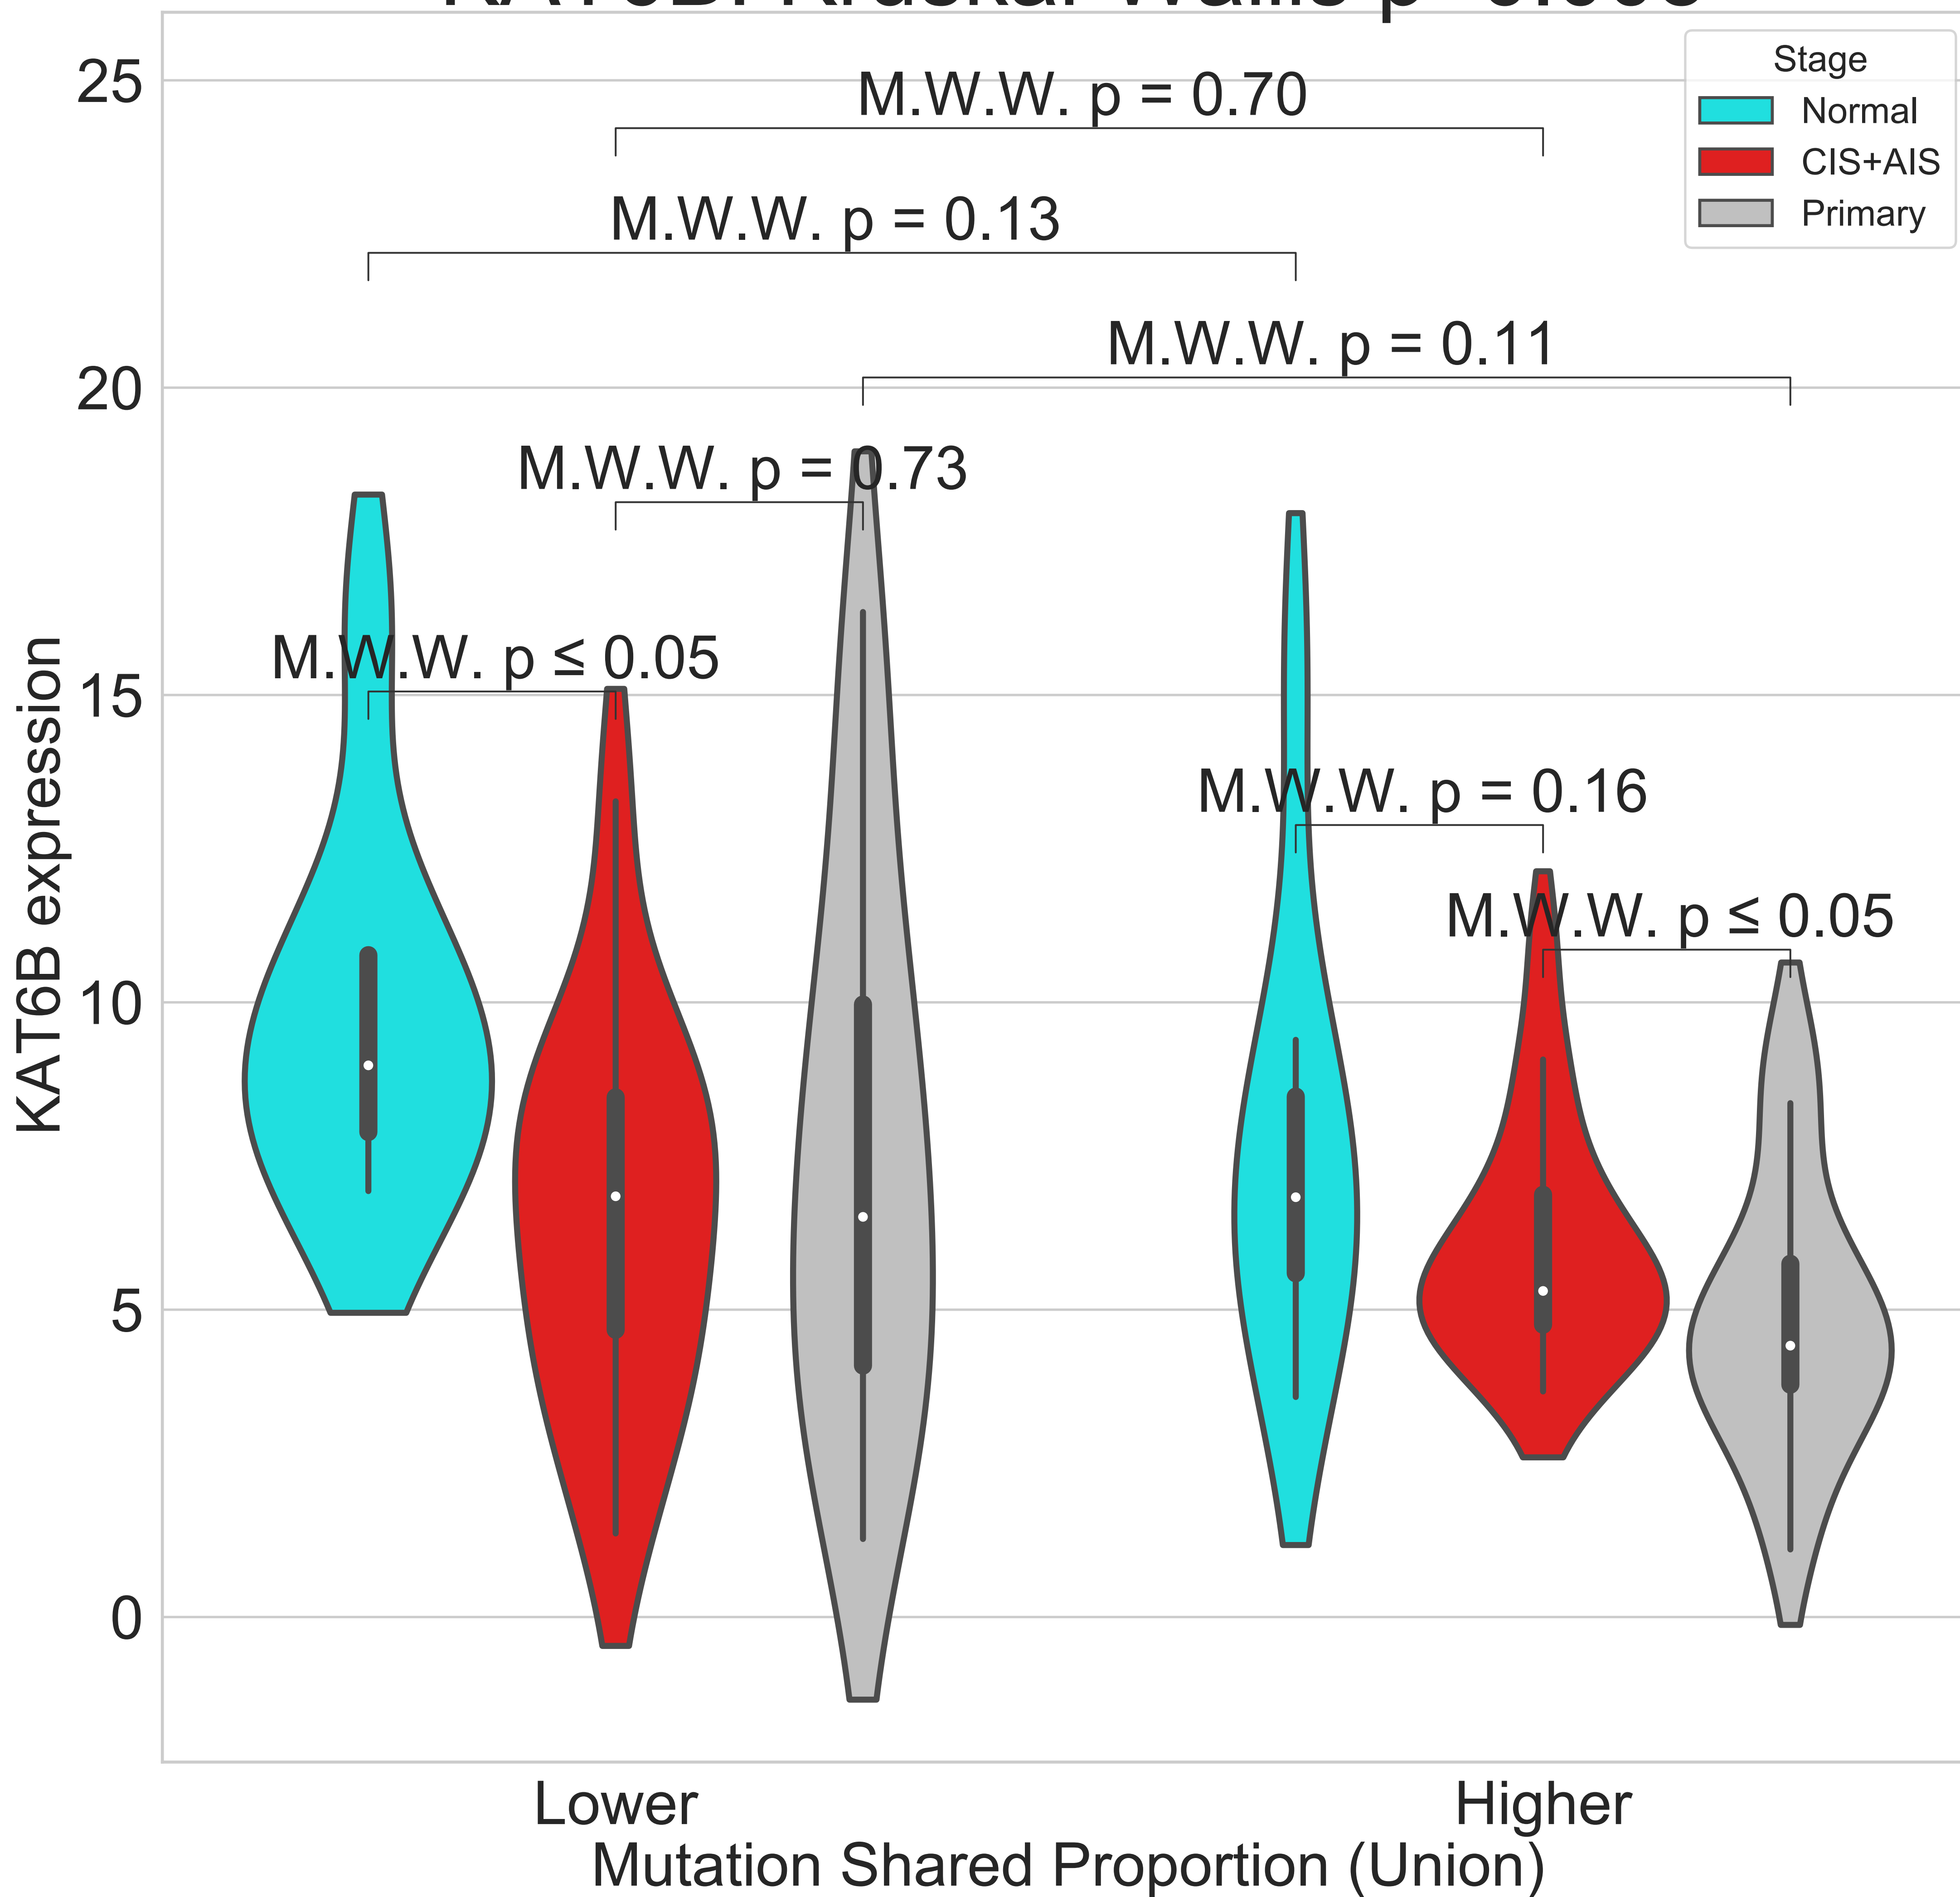 25
20
15
10
5
0
KAT6B expression
M.W.W. p = 0.70
M.W.W. p = 0.13
M.W.W. p = 0.11
M.W.W. p = 0.73
M.W.W. p ≤ 0.05
M.W.W. p = 0.16
M.W.W. p ≤ 0.05
Stage
Normal
CIS+AIS
Primary
Lower
Higher
Mutation Shared Proportion (Union)